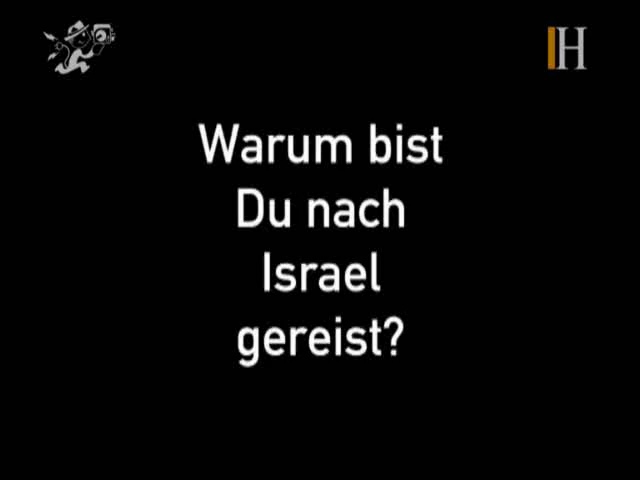 H
Warum bist
Du nach
Israel
gereist?